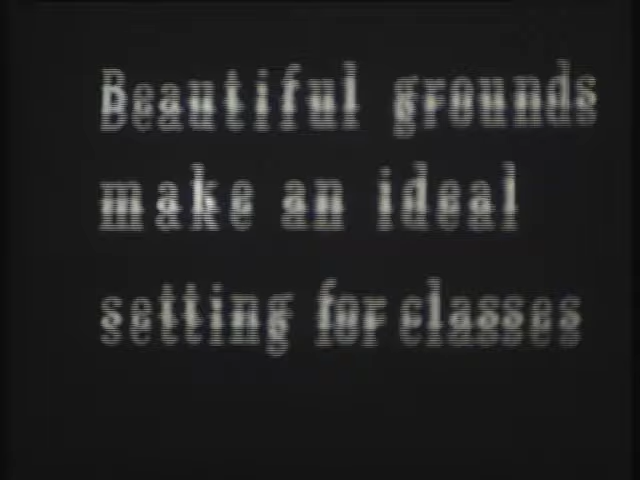 Beautiful grounds
make an ideal
setting for classes